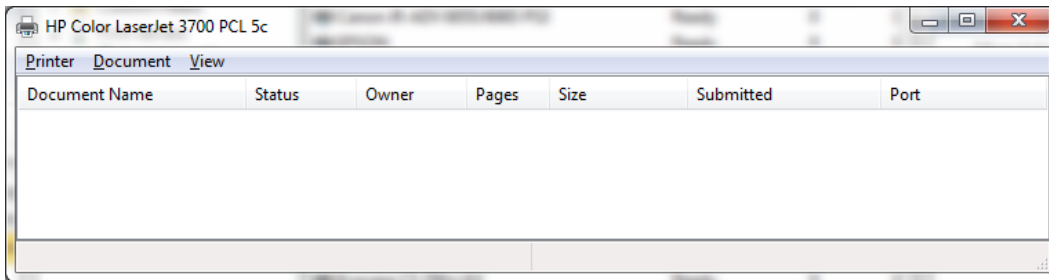 HP Color LaserJet 3700 PCL 5c
Printer Document View
Document Name Status Owner Pages Size Submitted Port